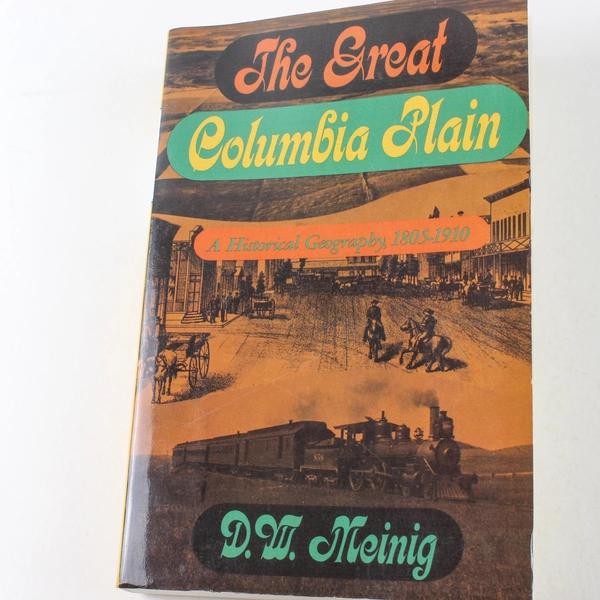 The Great
Columbia Plain
A Historical Geography, 1805-1910
D.W. Meinig